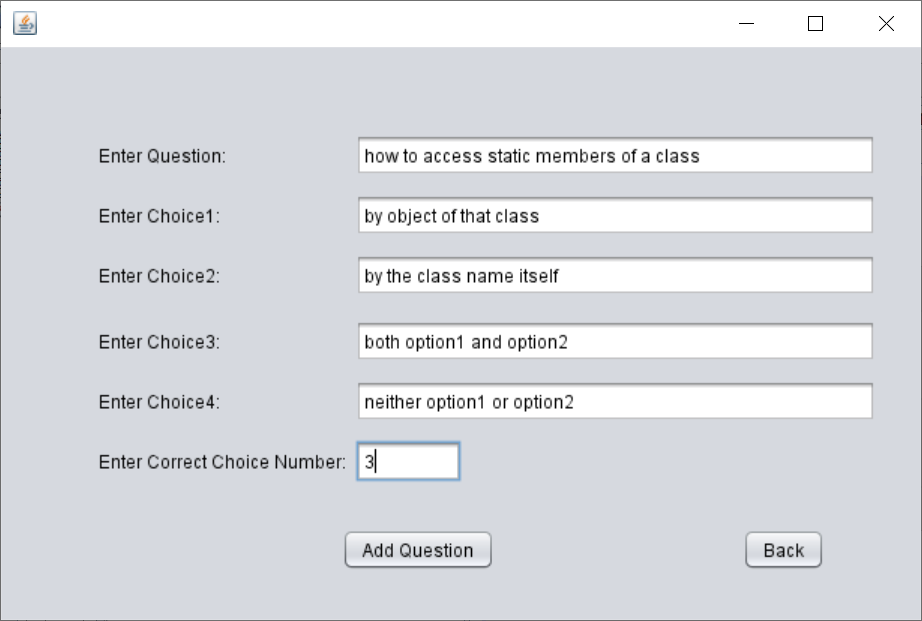 Enter Question: how to access static members of a class
Enter Choice1: by object of that class
Enter Choice2: by the class name itself
Enter Choice3: both option1 and option2
Enter Choice4: neither option1 or option2
Enter Correct Choice Number: 3
Add Question Back